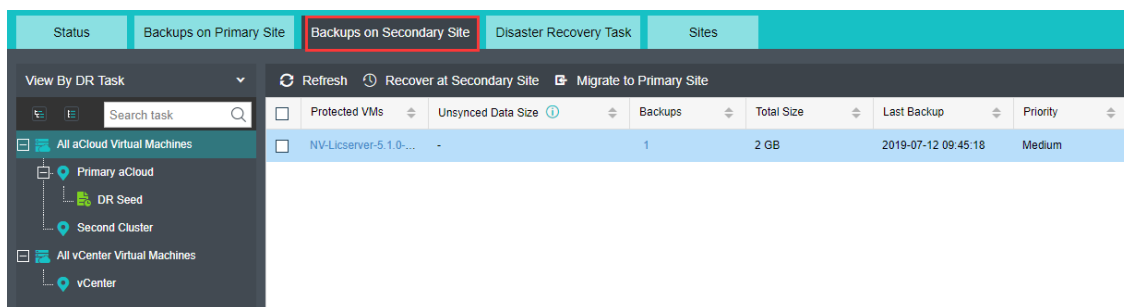 Status Backups on Primary Site Backups on Secondary Site Disaster Recovery Task Sites
View By DR Task Refresh Recover at Secondary Site Migrate to Primary Site
Search task Protected VMs Unsynced Data Size Backups Total Size Last Backup Priority
All aCloud Virtual Machines NV-Licserver-5.1.0-... - 1 2 GB 2019-07-12 09:45:18 Medium
Primary aCloud
DR Seed
Second Cluster
All vCenter Virtual Machines
vCenter